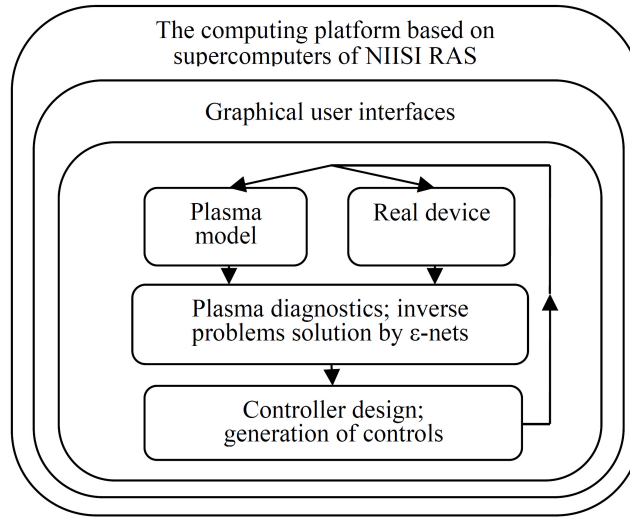 The computing platform based on
supercomputers of NIISI RAS
Graphical user interfaces
Plasma
model
Real device
Plasma diagnostics; inverse
problems solution by ε-nets
Controller design;
generation of controls